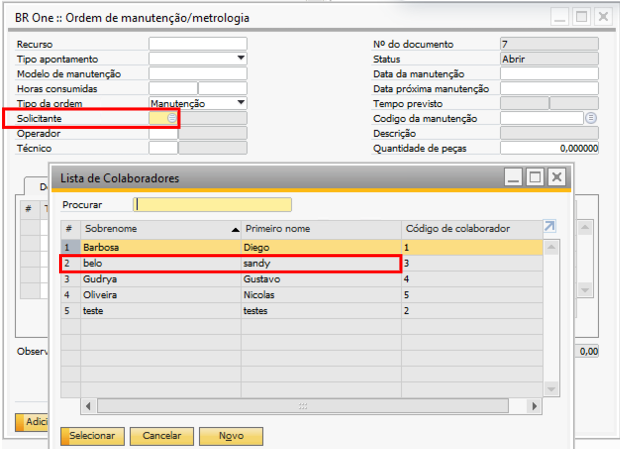 BR One :: Ordem de manutenção/metrologia
Recurso
Nº do documento 7
Tipo apontamento
Status Abrir
Modelo de manutenção
Data da manutenção
Horas consumidas
Data próxima manutenção
Tipo da ordem Manutenção
Tempo previsto
Solicitante
Codigo da manutenção
Operador
Descrição
Técnico
Quantidade de peças 0,000000
Lista de Colaboradores
Procurar
# Sobrenome Primeiro nome Código de colaborador
1 Barbosa Diego 1
2 belo sandy 3
3 Gudrya Gustavo 4
4 Oliveira Nicolas 5
5 teste testes 2
#
Observ
0,00
Adici
Selecionar Cancelar Novo